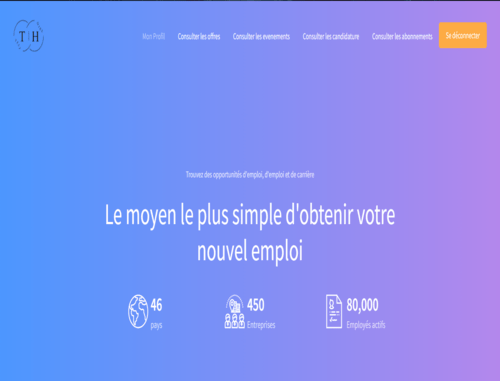 T H
Mon Profil Consulter les offres Consulter les evenements Consulter les candidature Consulter les abonnements Se déconnecter
Trouvez des opportunités d'emploi, d'emploi et de carrière
Le moyen le plus simple d'obtenir votre
nouvel emploi
46 450 80,000
pays Entreprises Employés actifs